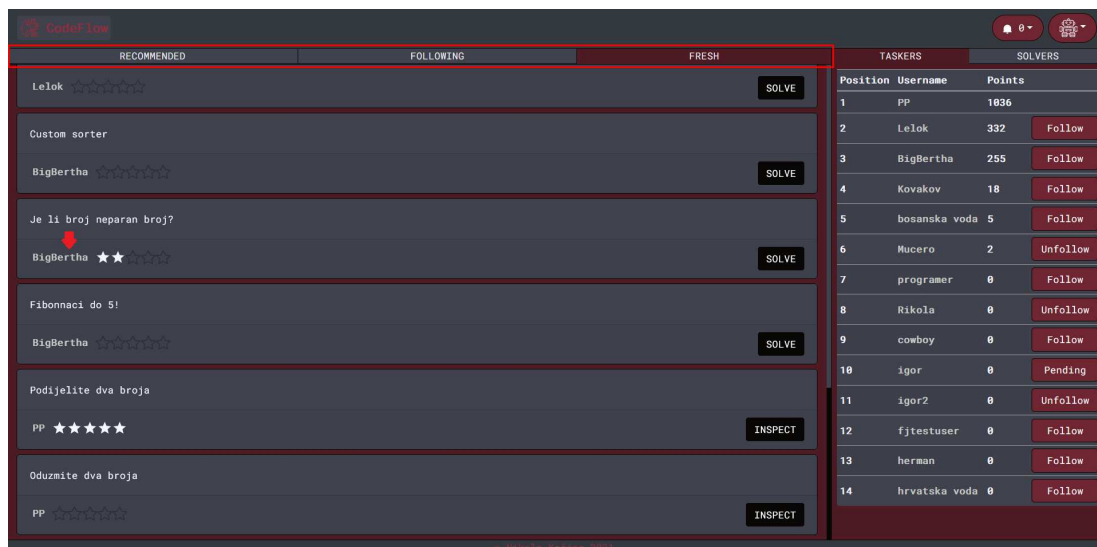 CodeFlow
0
RECOMMENDED FOLLOWING FRESH
TASKERS SOLVERS
Lelok SOLVE
Custom sorter
BigBertha SOLVE
Je li broj neparan broj?
BigBertha SOLVE
Fibonnaci do 5!
BigBertha SOLVE
Podijelite dva broja
PP INSPECT
Oduzmite dva broja
PP INSPECT
Position Username Points
1 PP 1036
2 Lelok 332 Follow
3 BigBertha 255 Follow
4 Kovakov 18 Follow
5 bosanska voda 5 Follow
6 Mucero 2 Unfollow
7 programer 0 Follow
8 Rikola 0 Unfollow
9 cowboy 0 Follow
10 igor 0 Pending
11 igor2 0 Unfollow
12 fjtestuser 0 Follow
13 herman 0 Follow
14 hrvatska voda 0 Follow